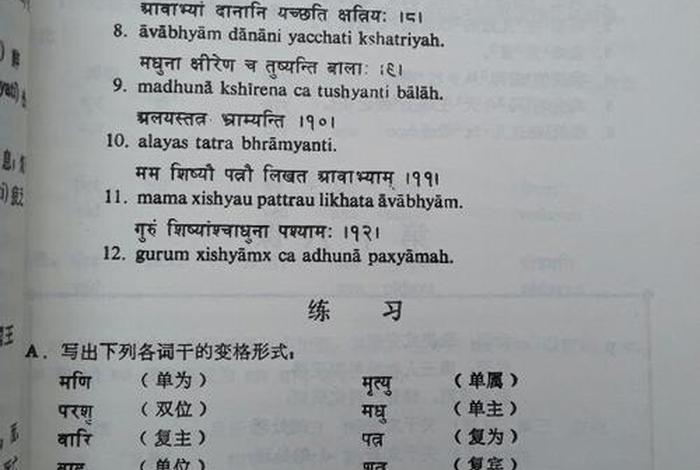 आवाभ्यां दानानि यच्छति क्षत्रियः ।८।
8. āvābhyām dānāni yacchati kshatriyah.
मधुना क्षीरेण च तुष्यन्ति बालाः ।९।
9. madhunā kshīrena ca tushyanti bālāh.
अलयस्तत्र भ्राम्यन्ति ।१०।
10. alayas tatra bhrāmyanti.
मम शिष्यौ पत्रौ लिखत आवाभ्याम् ।११।
11. mama xishyau pattrau likhata āvābhyām.
गुरुं शिष्यांश्चाधुना पश्यामः ।१२।
12. gurum xishyāmx ca adhunā paxyāmah.
练 习
A. 写出下列各词干的变格形式：
मणि （单为） मृत्यु （单属）
परशु （双位） मधु （单主）
वारि （复主） पत्र （复为）
（单位） （复宾）